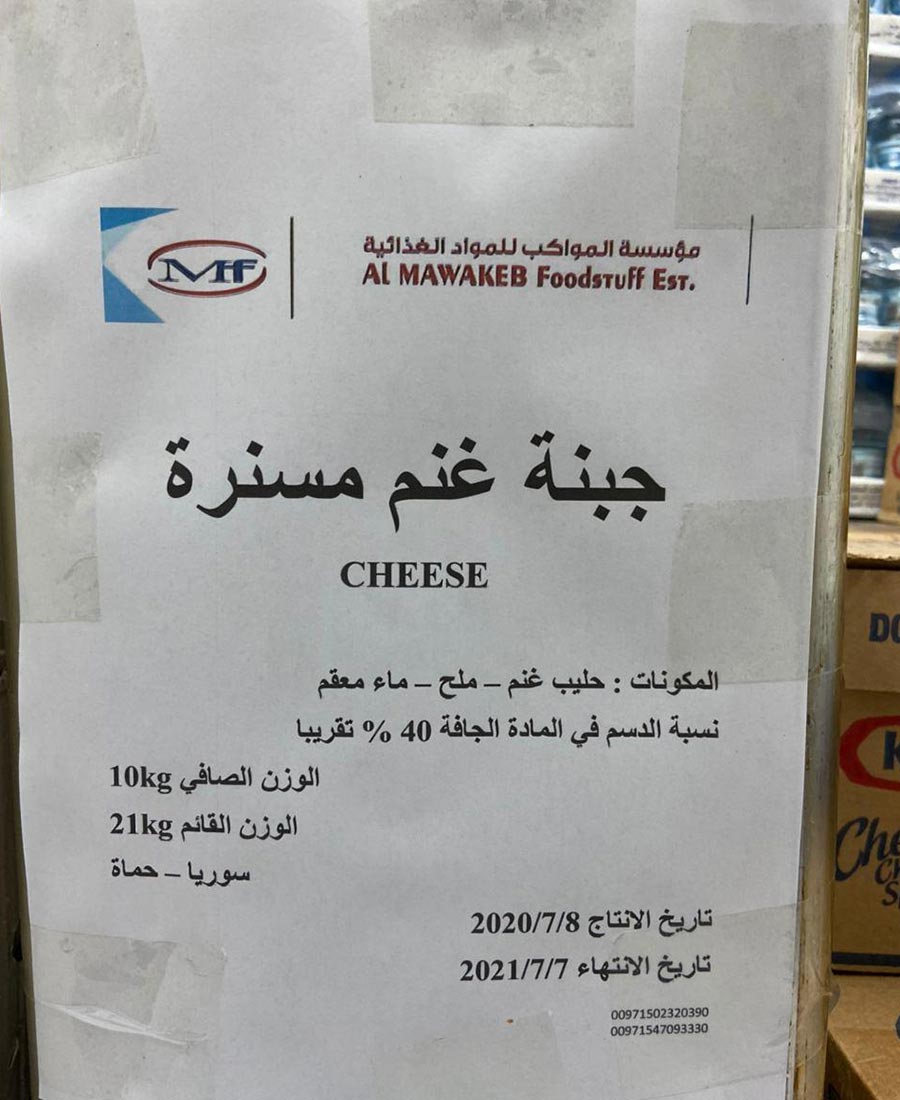 MHf
مؤسسة المواكب للمواد الغذائية
Al MAWAKEB Foodstuff Est.
جبنة غنم مسنرة
CHEESE
المكونات : حليب غنم – ملح – ماء معقم
نسبة الدسم في المادة الجافة 40 % تقريبا
الوزن الصافي 10kg
الوزن القائم 21kg
سوريا – حماة
تاريخ الانتاج 2020/7/8
تاريخ الانتهاء 2021/7/7
00971502320390
00971547093330
DO
K
Che